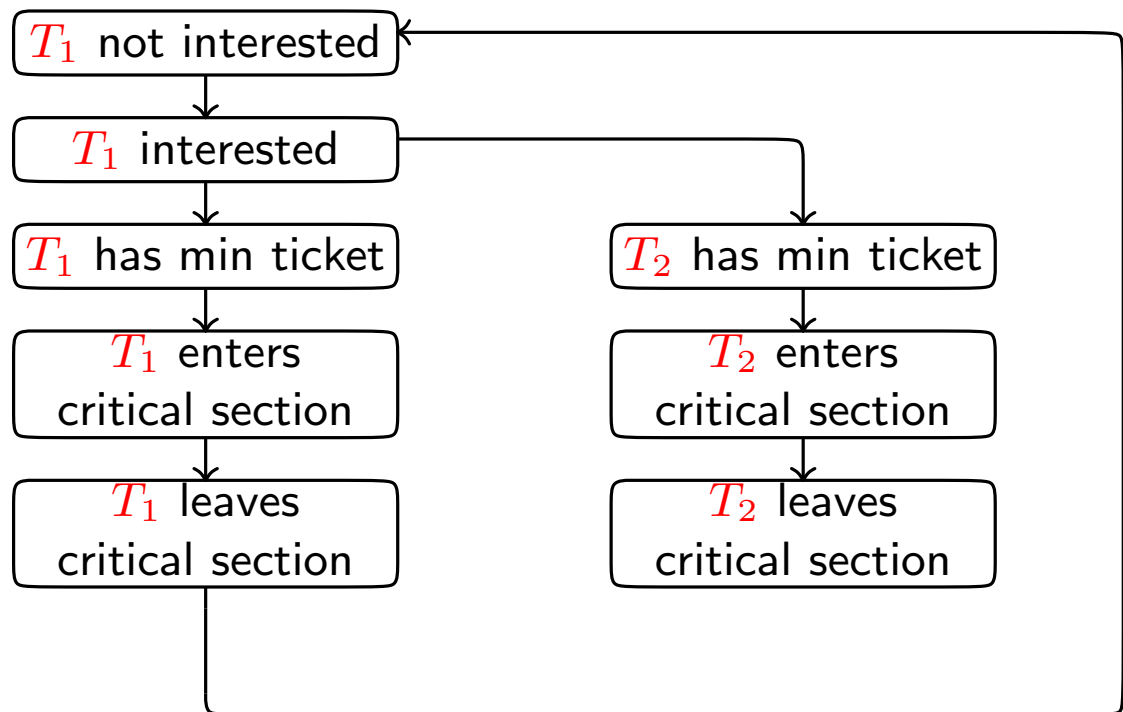 T₁ not interested
T₁ interested
T₁ has min ticket
T₂ has min ticket
T₁ enters
critical section
T₂ enters
critical section
T₁ leaves
critical section
T₂ leaves
critical section